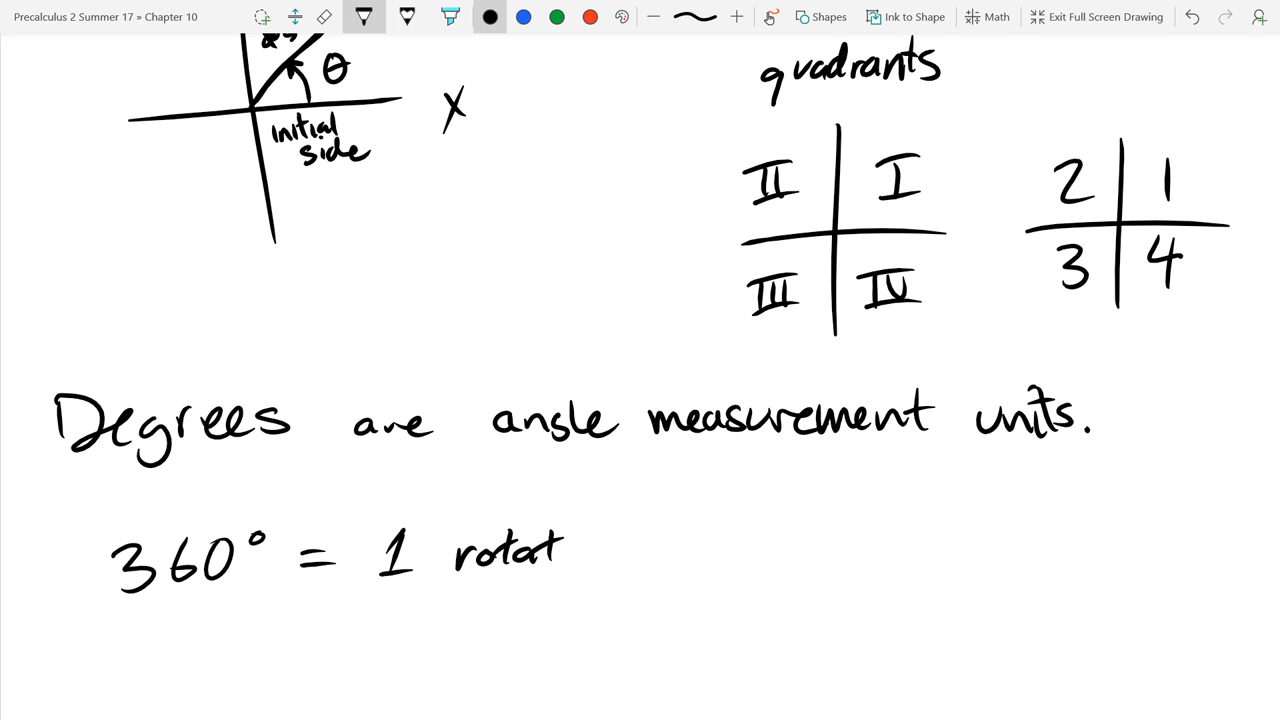 Precalculus 2 Summer 17 » Chapter 10
Shapes
Ink to Shape
Math
Exit Full Screen Drawing
θ
X
initial
side
quadrants
II I
III IV
2 1
3 4
Degrees are angle measurement units.
360° = 1 rotat